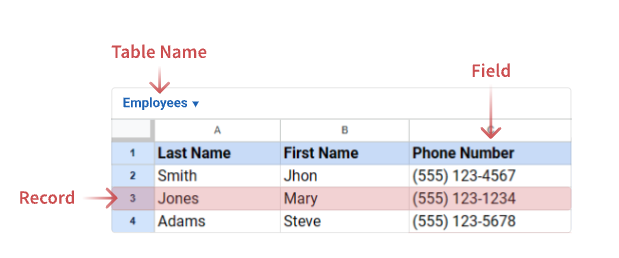 Table Name
Field
Employees ▼
A B
1 Last Name First Name Phone Number
2 Smith Jhon (555) 123-4567
Record
3 Jones Mary (555) 123-1234
4 Adams Steve (555) 123-5678